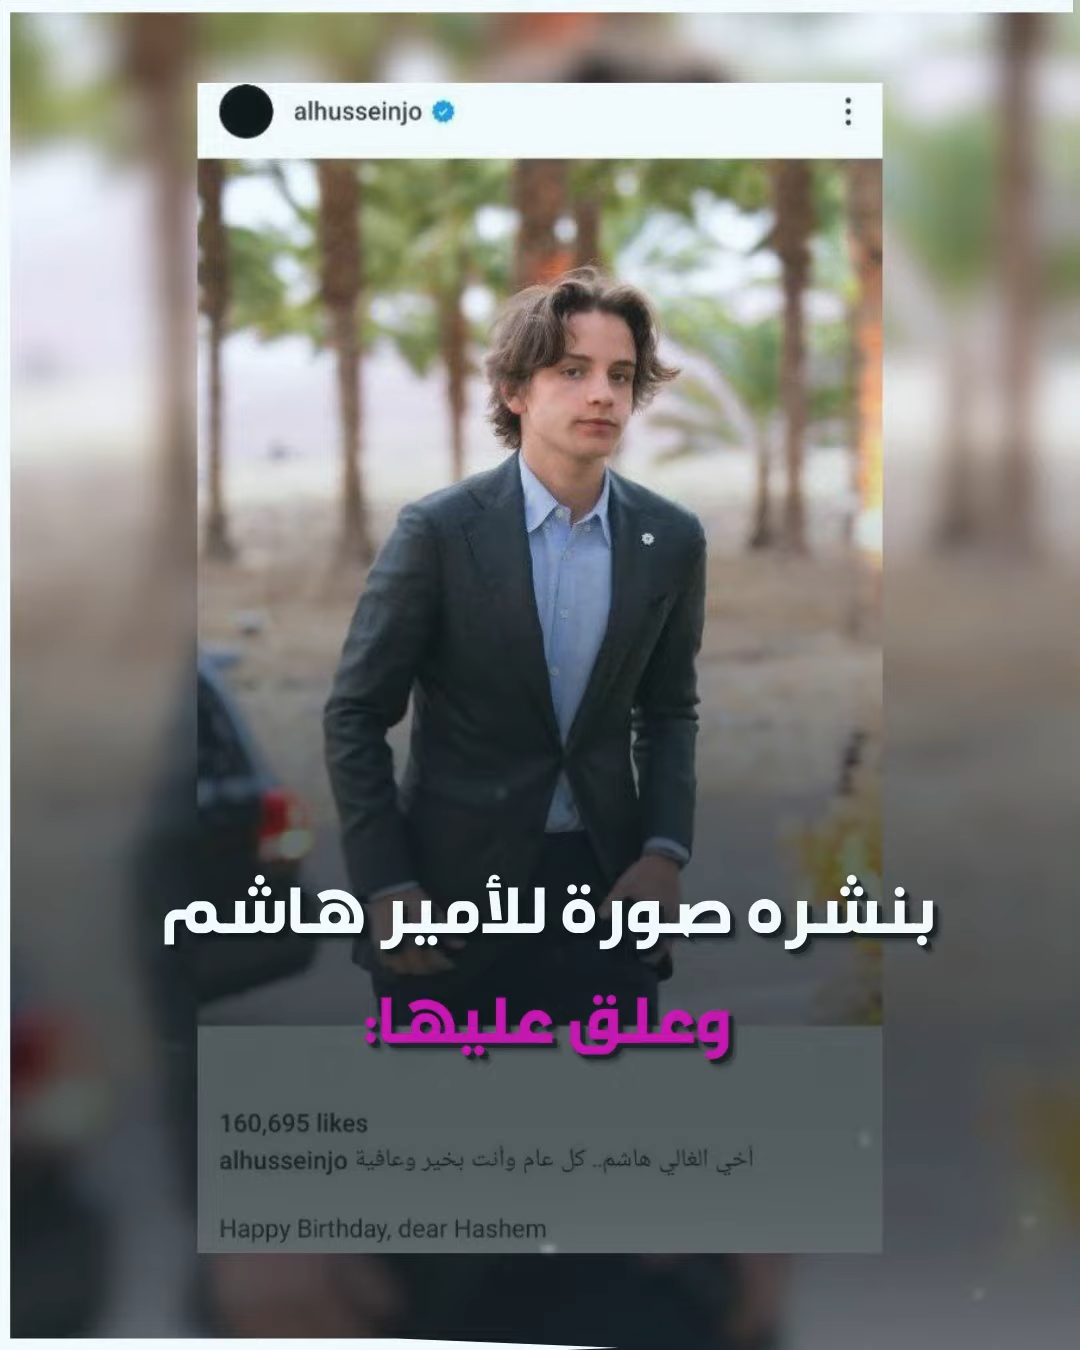 alhusseinjo
بنشره صورة للأمير هاشم
وعلق عليها:
160,695 likes
alhusseinjo أخي الغالي هاشم.. كل عام وأنت بخير وعافية
Happy Birthday, dear Hashem